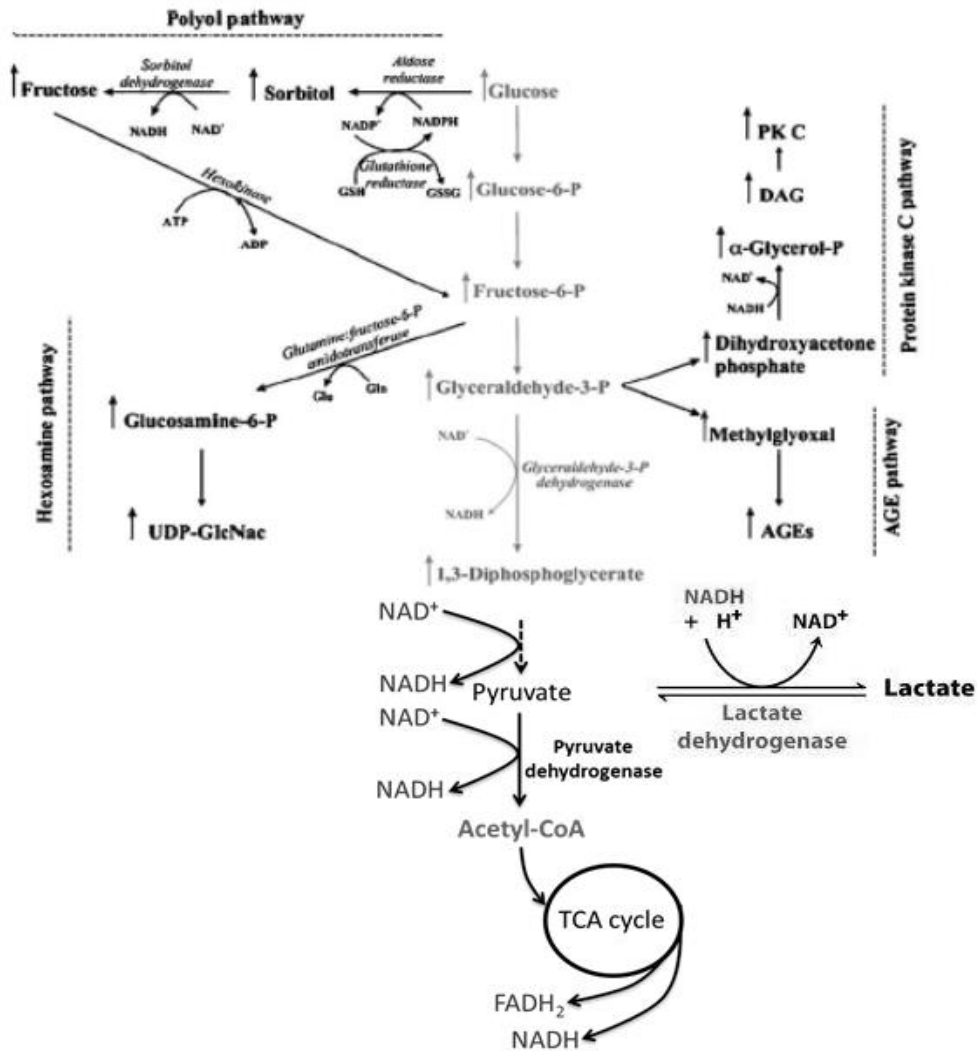 Polyol pathway
Fructose
Sorbitol
dehydrogenase
Sorbitol
Aldose
reductase
Glucose
NADH
NAD+
NADP+
NADPH
Glutathione
reductase
GSH
GSSG
Glucose-6-P
Hexokinase
ATP
ADP
Fructose-6-P
PK C
DAG
α-Glycerol-P
NAD+
NADH
Dihydroxyacetone
phosphate
Protein kinase C pathway
Glutamine:fructose-6-P
amidotransferase
Glu
Gln
Glyceraldehyde-3-P
Hexosamine pathway
Glucosamine-6-P
UDP-GlcNac
Methylglyoxal
AGEs
AGE pathway
NAD+
Glyceraldehyde-3-P
dehydrogenase
NADH
1,3-Diphosphoglycerate
NAD+
NADH
Pyruvate
NADH
+ H+
NAD+
Lactate
Lactate
dehydrogenase
NAD+
Pyruvate
dehydrogenase
NADH
Acetyl-CoA
TCA cycle
FADH2
NADH